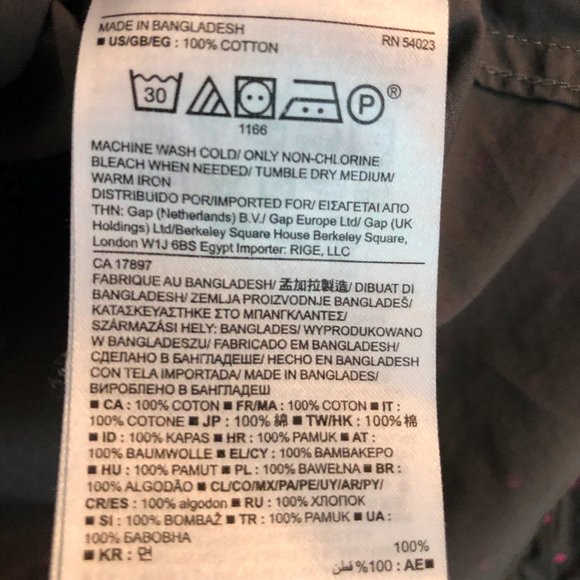 MADE IN BANGLADESH
■ US/GB/EG : 100% COTTON RN 54023
30 P ®
1166
MACHINE WASH COLD/ ONLY NON-CHLORINE
BLEACH WHEN NEEDED/ TUMBLE DRY MEDIUM/
WARM IRON
DISTRIBUIDO POR/IMPORTED FOR/ ΕΙΣΑΓΕΤΑΙ ΑΠΟ
ΤΗΝ: Gap (Netherlands) B.V./ Gap Europe Ltd/ Gap (UK
Holdings) Ltd/Berkeley Square House Berkeley Square,
London W1J 6BS Egypt Importer: RIGE, LLC
CA 17897
FABRIQUE AU BANGLADESH/ 孟加拉製造/ DIBUAT DI
BANGLADESH/ ZEMLJA PROIZVODNJE BANGLADEŠ/
ΚΑΤΑΣΚΕΥΑΣΤΗΚΕ ΣΤΟ ΜΠΑΝΓΚΛΑΝΤΕΣ/
SZÁRMAZÁSI HELY: BANGLADES/ WYPRODUKOWANO
W BANGLADESZU/ FABRICADO EM BANGLADESH/
СДЕЛАНО В БАНГЛАДЕШЕ/ HECHO EN BANGLADESH
CON TELA IMPORTADA/ MADE IN BANGLADES/
ВИРОБЛЕНО В БАНГЛАДЕШ
■ CA : 100% COTON ■ FR/MA : 100% COTON ■ IT :
100% COTONE ■ JP : 100% 綿 ■ TW/HK : 100% 棉
■ ID : 100% KAPAS ■ HR : 100% PAMUK ■ AT :
100% BAUMWOLLE ■ EL/CY : 100% ΒΑΜΒΑΚΕΡΟ
■ HU : 100% PAMUT ■ PL : 100% BAWEŁNA ■ BR :
100% ALGODÃO ■ CL/CO/MX/PA/PE/UY/AR/PY/
CR/ES : 100% algodon ■ RU : 100% ХЛОПОК
■ SI : 100% BOMBAŽ ■ TR : 100% PAMUK ■ UA :
100% БАВОВНА
■ KR : 면 100%
■AE : 100% قطن